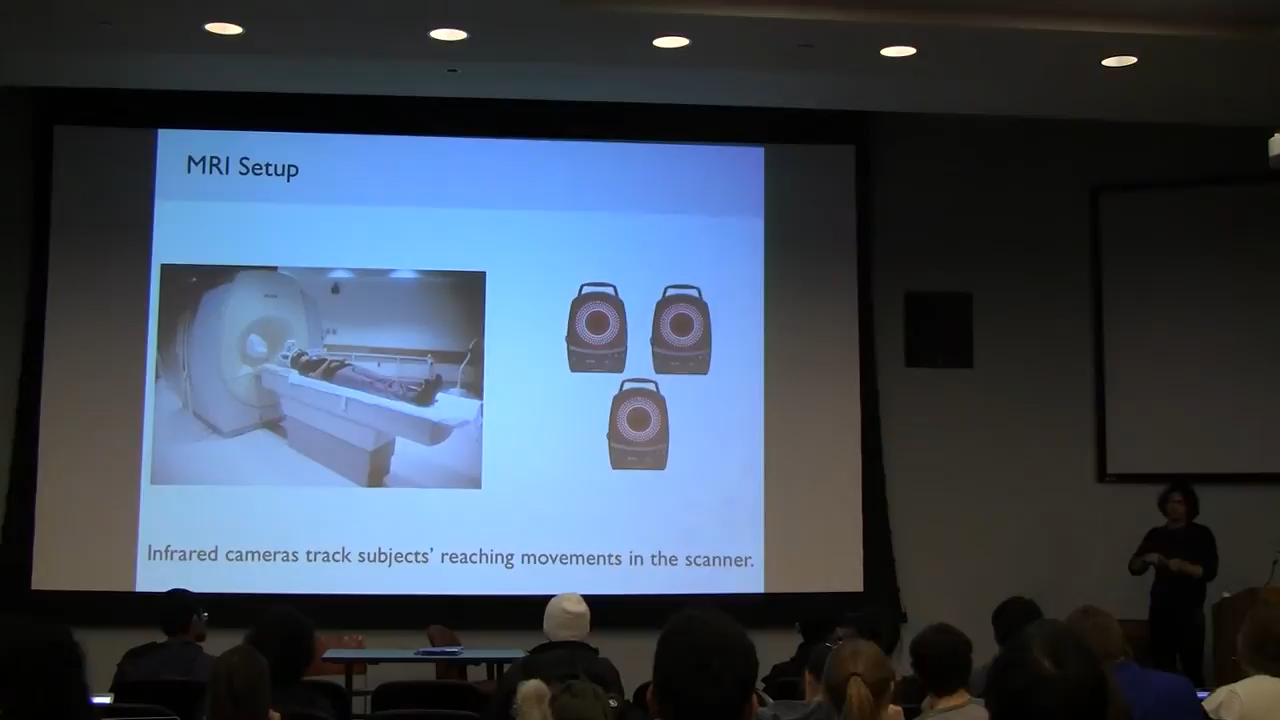 MRI Setup
Infrared cameras track subjects' reaching movements in the scanner.